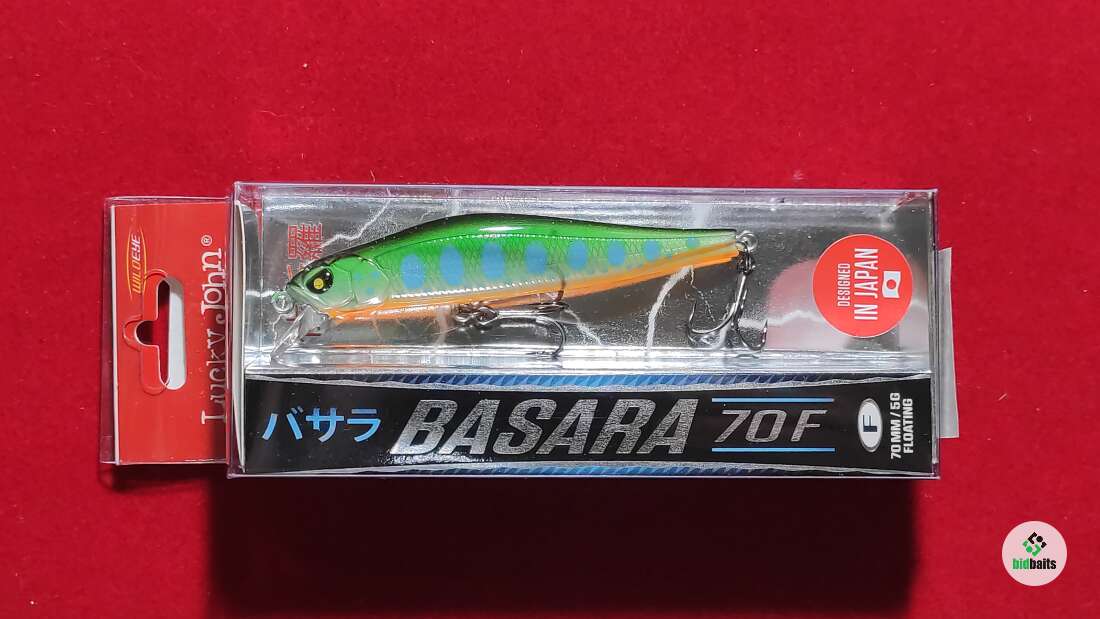 WILDEYE
Lucky John®
DESIGNED
IN JAPAN
バサラ BASARA 70F
F
70MM / 5G
FLOATING
bidbaits